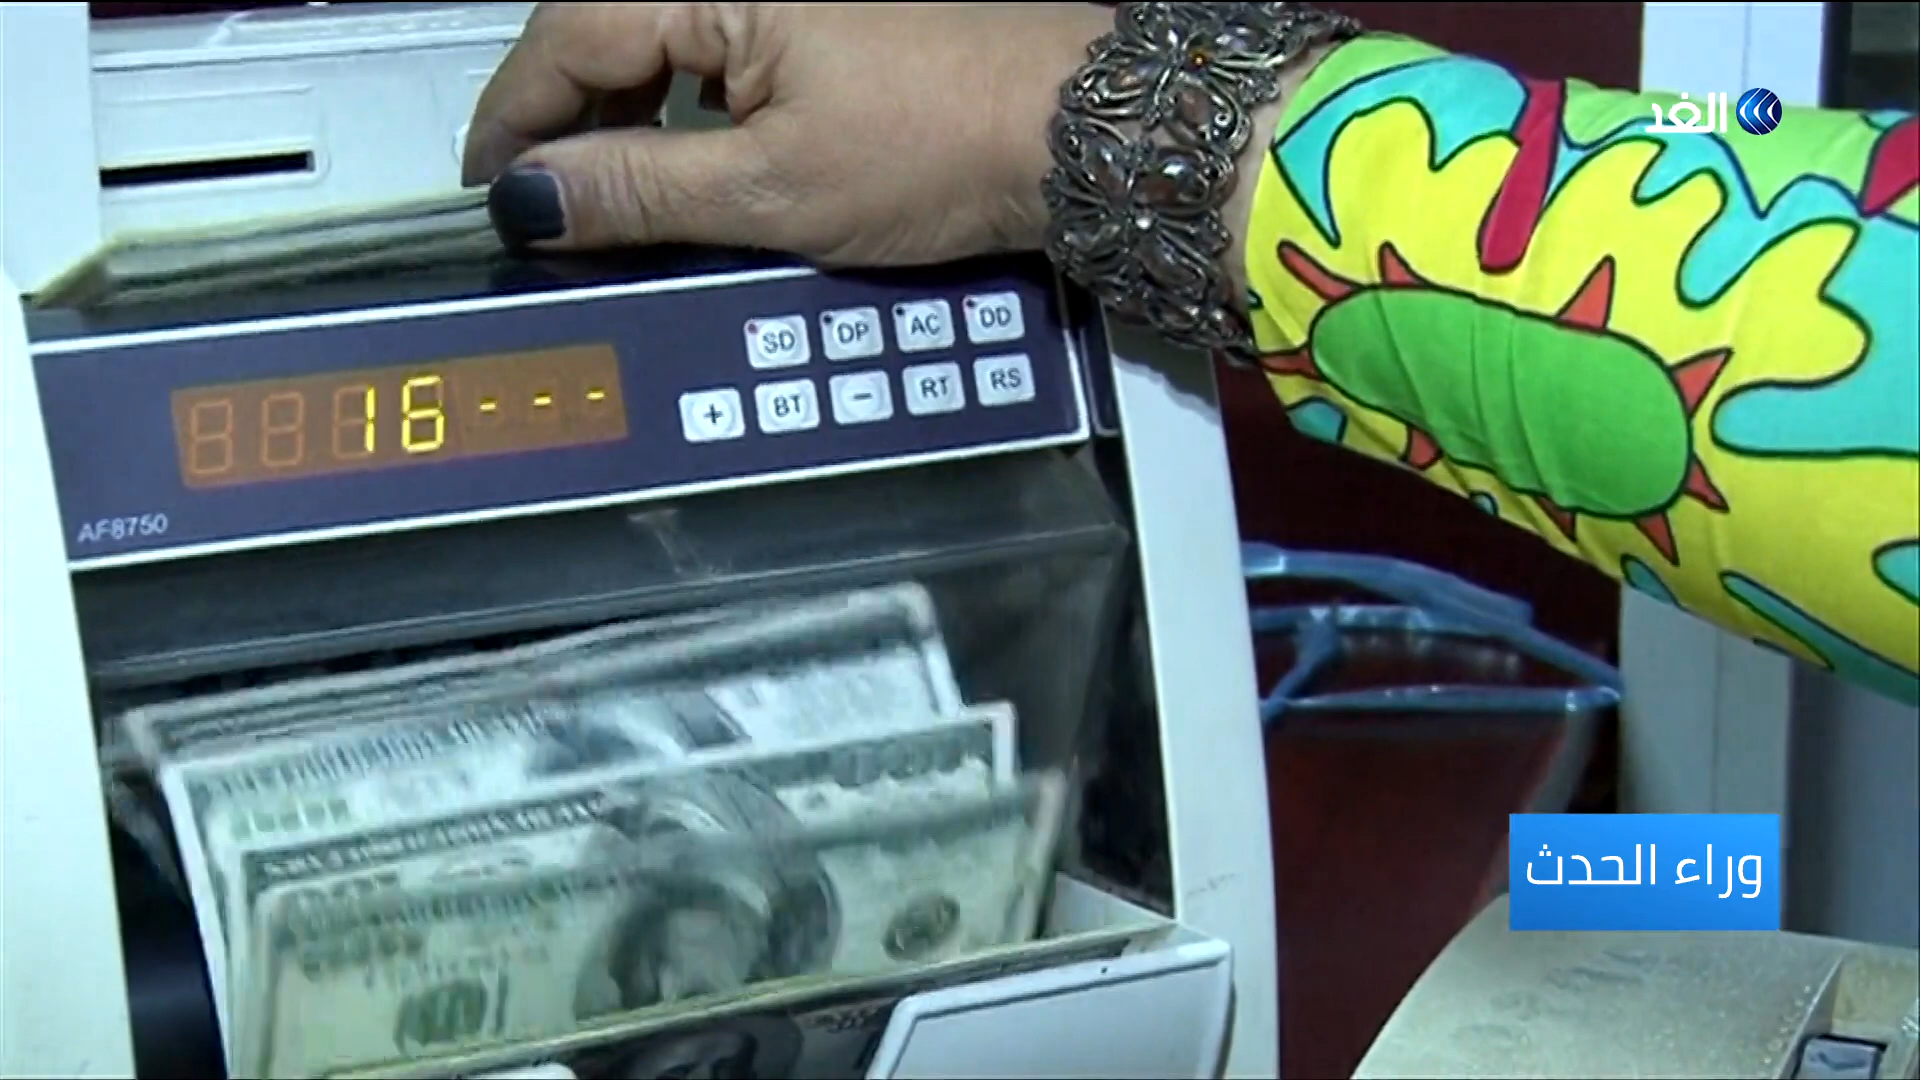 الغد
SD DP AC DD
16---
+ BT − RT RS
AF8750
وراء الحدث